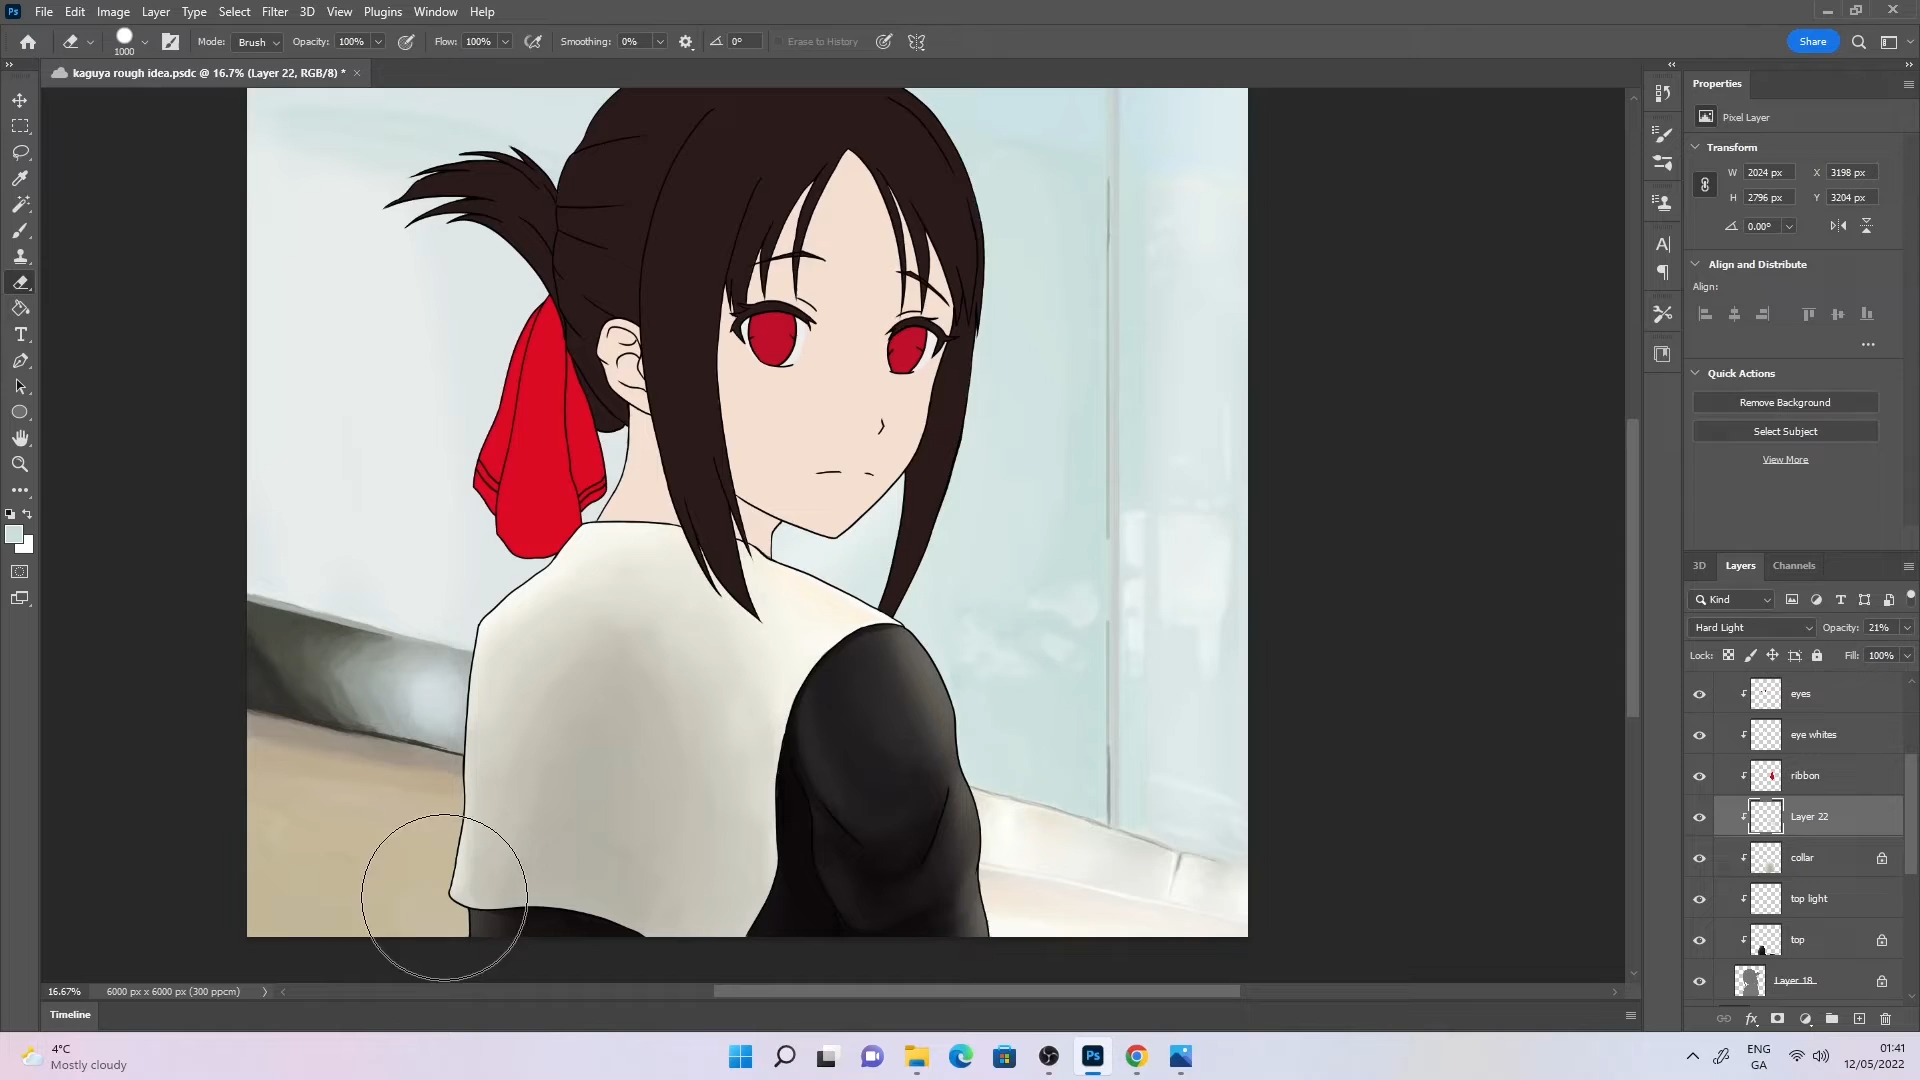 Ps File Edit Image Layer Type Select Filter 3D View Plugins Window Help
1000 Mode: Brush Opacity: 100% Flow: 100% Smoothing: 0% 0° Erase to History Share
kaguya rough idea.psdc @ 16.7% (Layer 22, RGB/8) *
Properties
Pixel Layer
Transform
W 2024 px X 3198 px
H 2796 px Y 3204 px
0.00°
Align and Distribute
Align:
Quick Actions
Remove Background
Select Subject
View More
3D Layers Channels
Kind
Hard Light Opacity: 21%
Lock: Fill: 100%
eyes
eye whites
ribbon
Layer 22
collar
top light
top
Layer 18
16.67% 6000 px x 6000 px (300 ppcm)
Timeline
4°C
Mostly cloudy
ENG
GA
01:41
12/05/2022